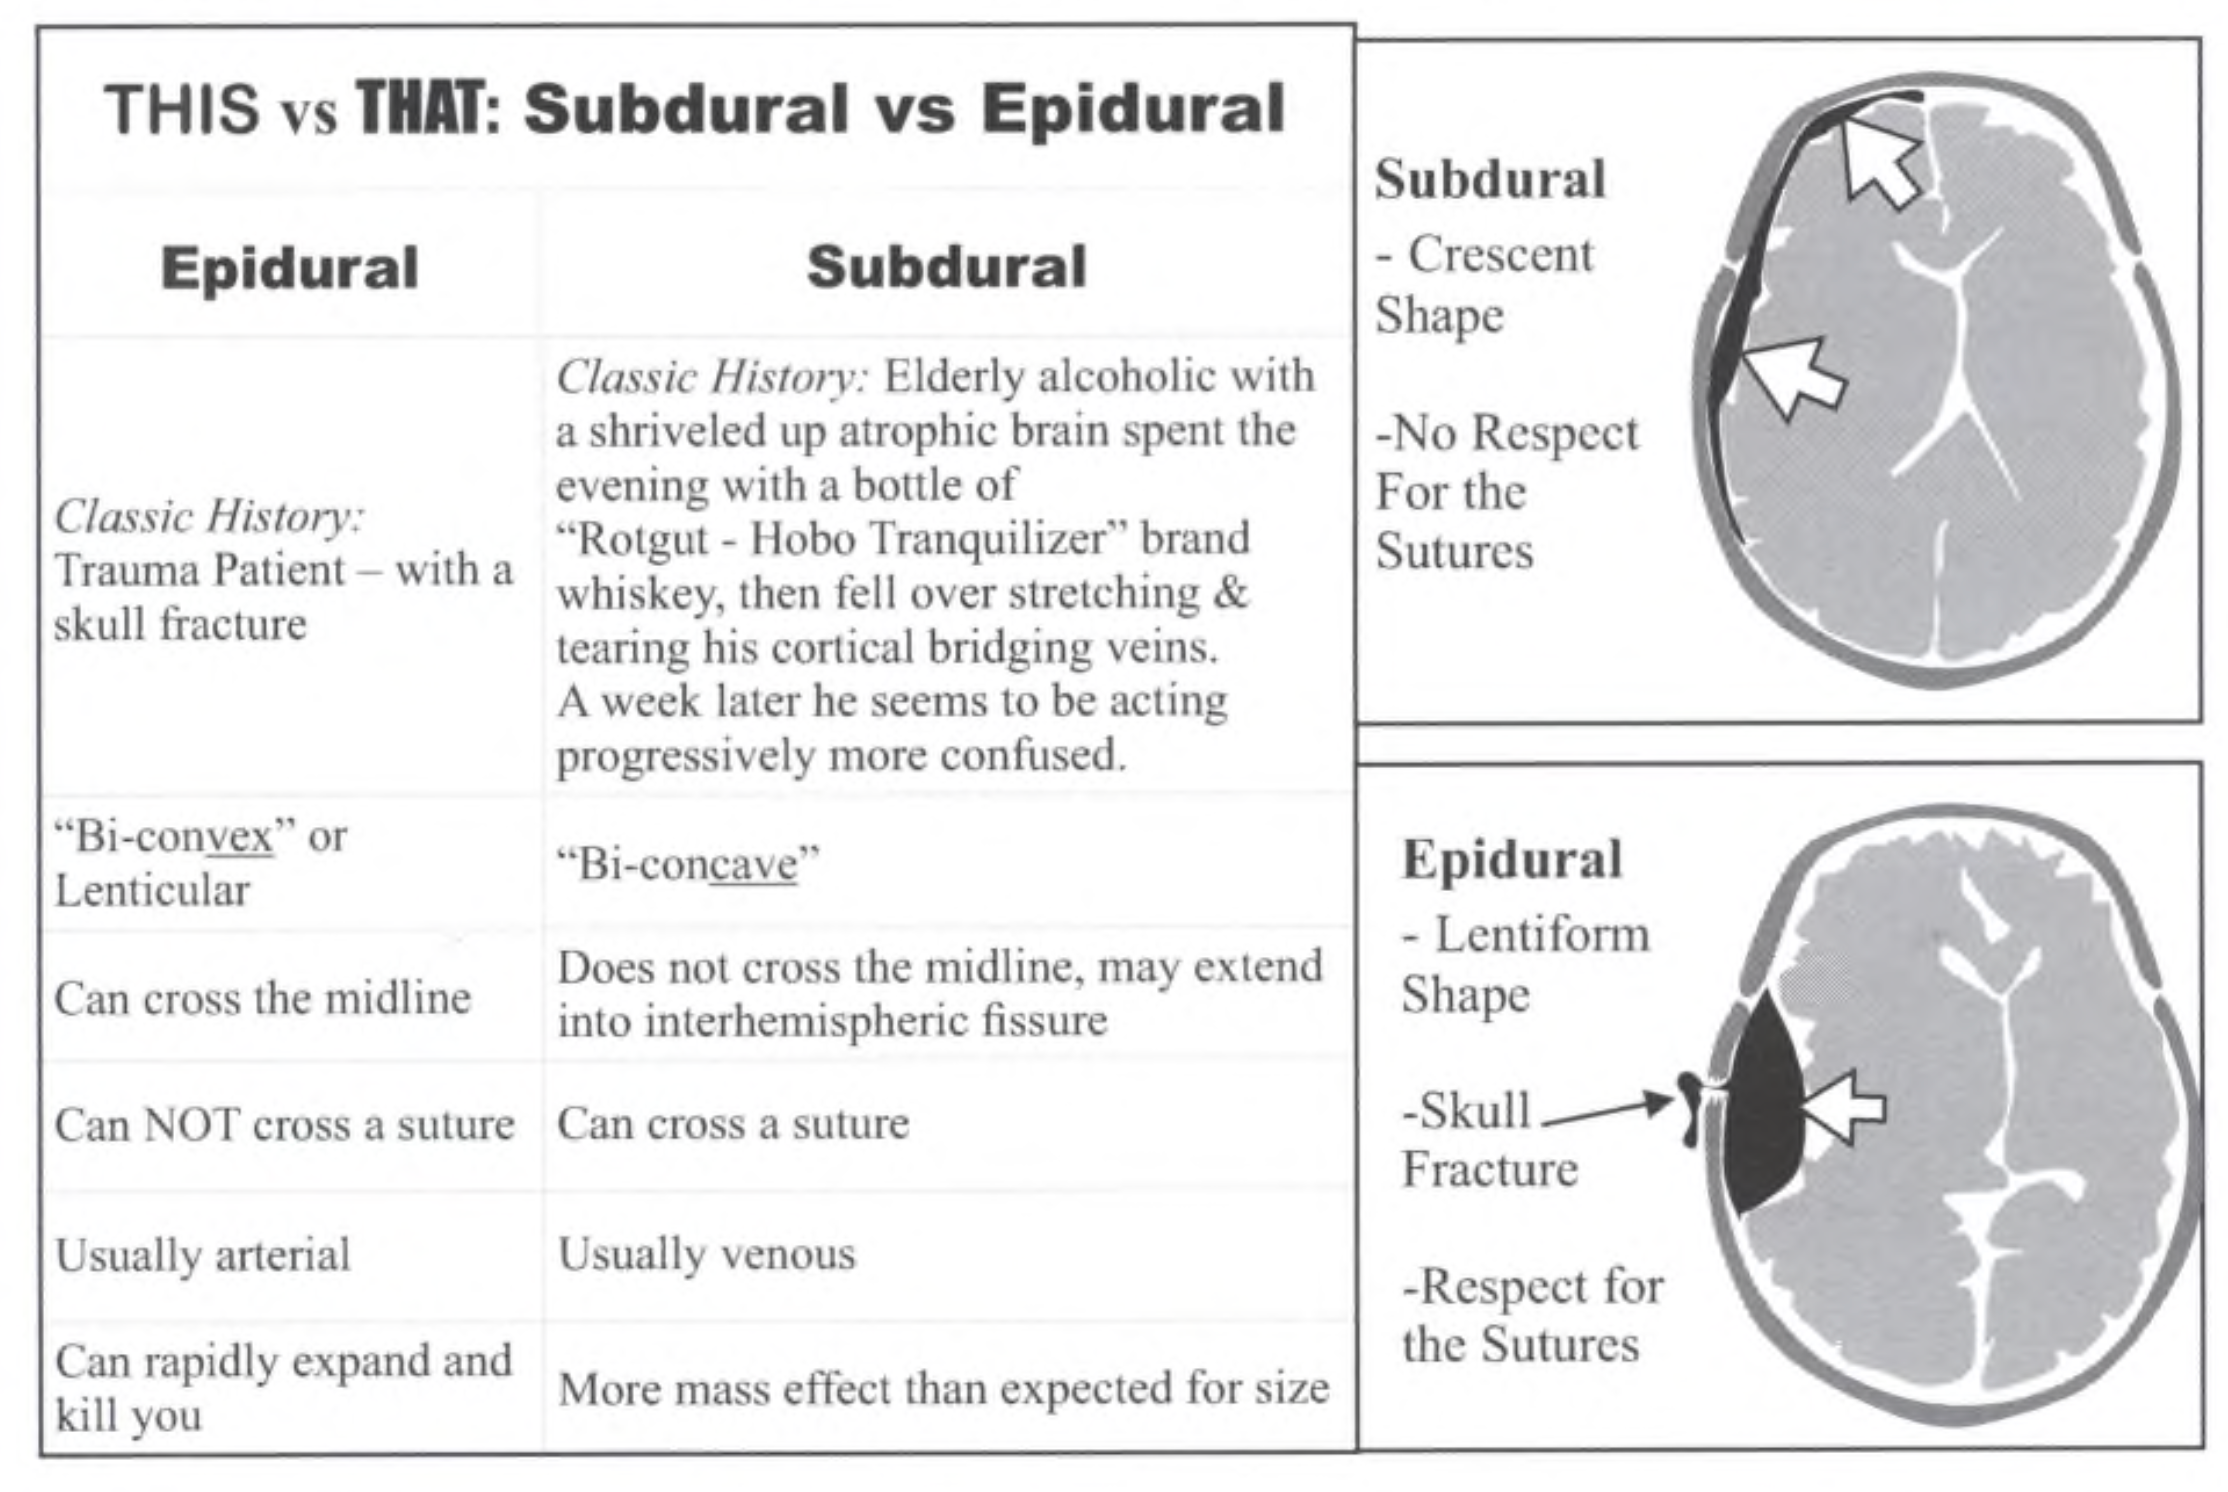 THIS vs THAT: Subdural vs Epidural
Epidural
Subdural
Classic History:
Trauma Patient – with a
skull fracture
Classic History: Elderly alcoholic with
a shriveled up atrophic brain spent the
evening with a bottle of
“Rotgut - Hobo Tranquilizer” brand
whiskey, then fell over stretching &
tearing his cortical bridging veins.
A week later he seems to be acting
progressively more confused.
“Bi-convex” or
Lenticular
“Bi-concave”
Can cross the midline
Does not cross the midline, may extend
into interhemispheric fissure
Can NOT cross a suture
Can cross a suture
Usually arterial
Usually venous
Can rapidly expand and
kill you
More mass effect than expected for size
Subdural
- Crescent
Shape
-No Respect
For the
Sutures
Epidural
- Lentiform
Shape
-Skull
Fracture
-Respect for
the Sutures